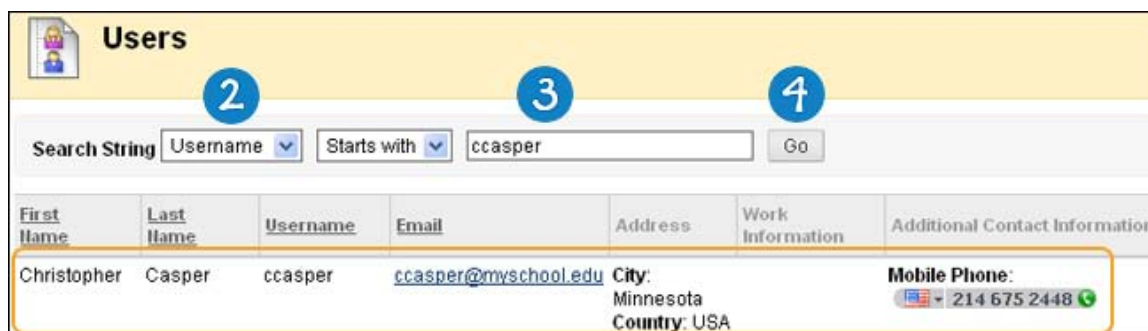 Users
2 3 4
Search String Username Starts with ccasper Go
First Name Last Name Username Email Address Work Information Additional Contact Information
Christopher Casper ccasper ccasper@myschool.edu City: Mobile Phone:
Minnesota 214 675 2448
Country: USA